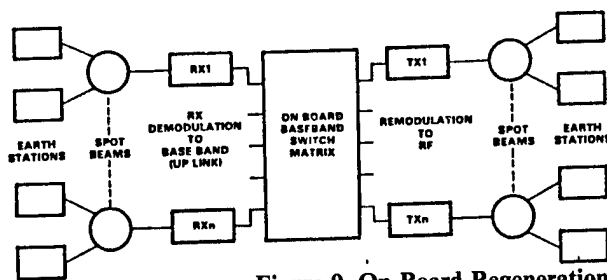 RX1
TX1
EARTH
STATIONS
SPOT
BEAMS
RX
DEMODULATION
TO
BASE BAND
(UP LINK)
ON BOARD
BASEBAND
SWITCH
MATRIX
REMODULATION
TO
RF
SPOT
BEAMS
EARTH
STATIONS
RXn
TXn
Figure 9. On-Board Regeneration